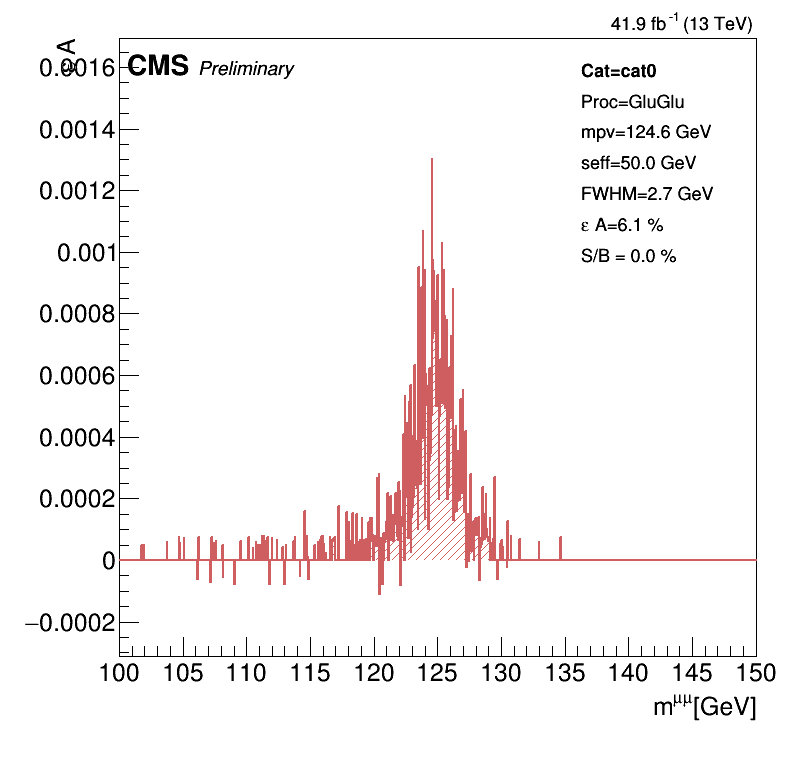 41.9 fb⁻¹ (13 TeV)
ε A
CMS Preliminary
Cat=cat0
Proc=GluGlu
mpv=124.6 GeV
seff=50.0 GeV
FWHM=2.7 GeV
ε A=6.1 %
S/B = 0.0 %
0.0016
0.0014
0.0012
0.001
0.0008
0.0006
0.0004
0.0002
0
−0.0002
100 105 110 115 120 125 130 135 140 145 150
m^μμ[GeV]